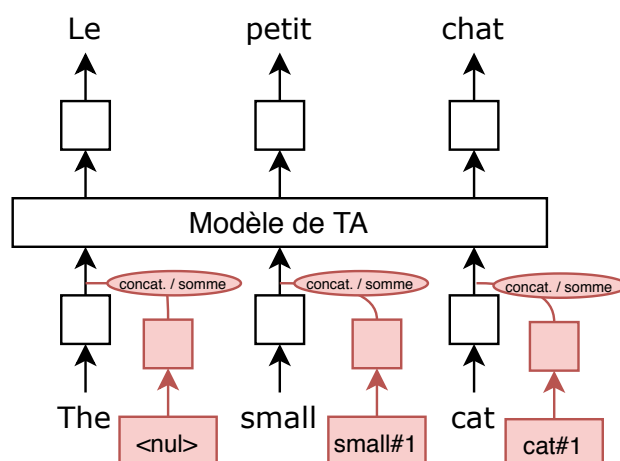 Le petit chat
Modèle de TA
concat. / somme concat. / somme concat. / somme
The small cat
<nul> small#1 cat#1